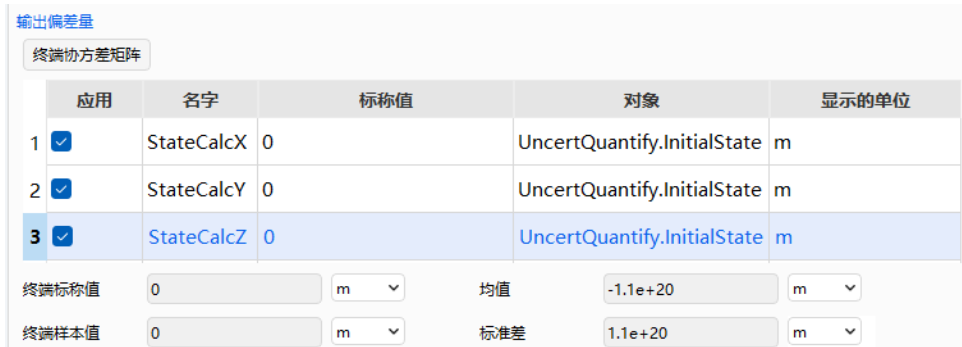 输出偏差量
终端协方差矩阵
应用 名字 标称值 对象 显示的单位
1 StateCalcX 0 UncertQuantify.InitialState m
2 StateCalcY 0 UncertQuantify.InitialState m
3 StateCalcZ 0 UncertQuantify.InitialState m
终端标称值 0 m 均值 -1.1e+20 m
终端样本值 0 m 标准差 1.1e+20 m